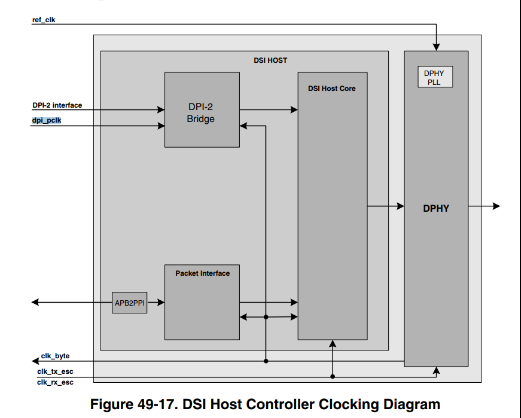 ref_clk
DSI HOST
DPHY
PLL
DSI Host Core
DPI-2
Bridge
DPI-2 interface
dpi_pclk
DPHY
Packet Interface
APB2PPI
clk_byte
clk_tx_esc
clk_rx_esc
Figure 49-17. DSI Host Controller Clocking Diagram